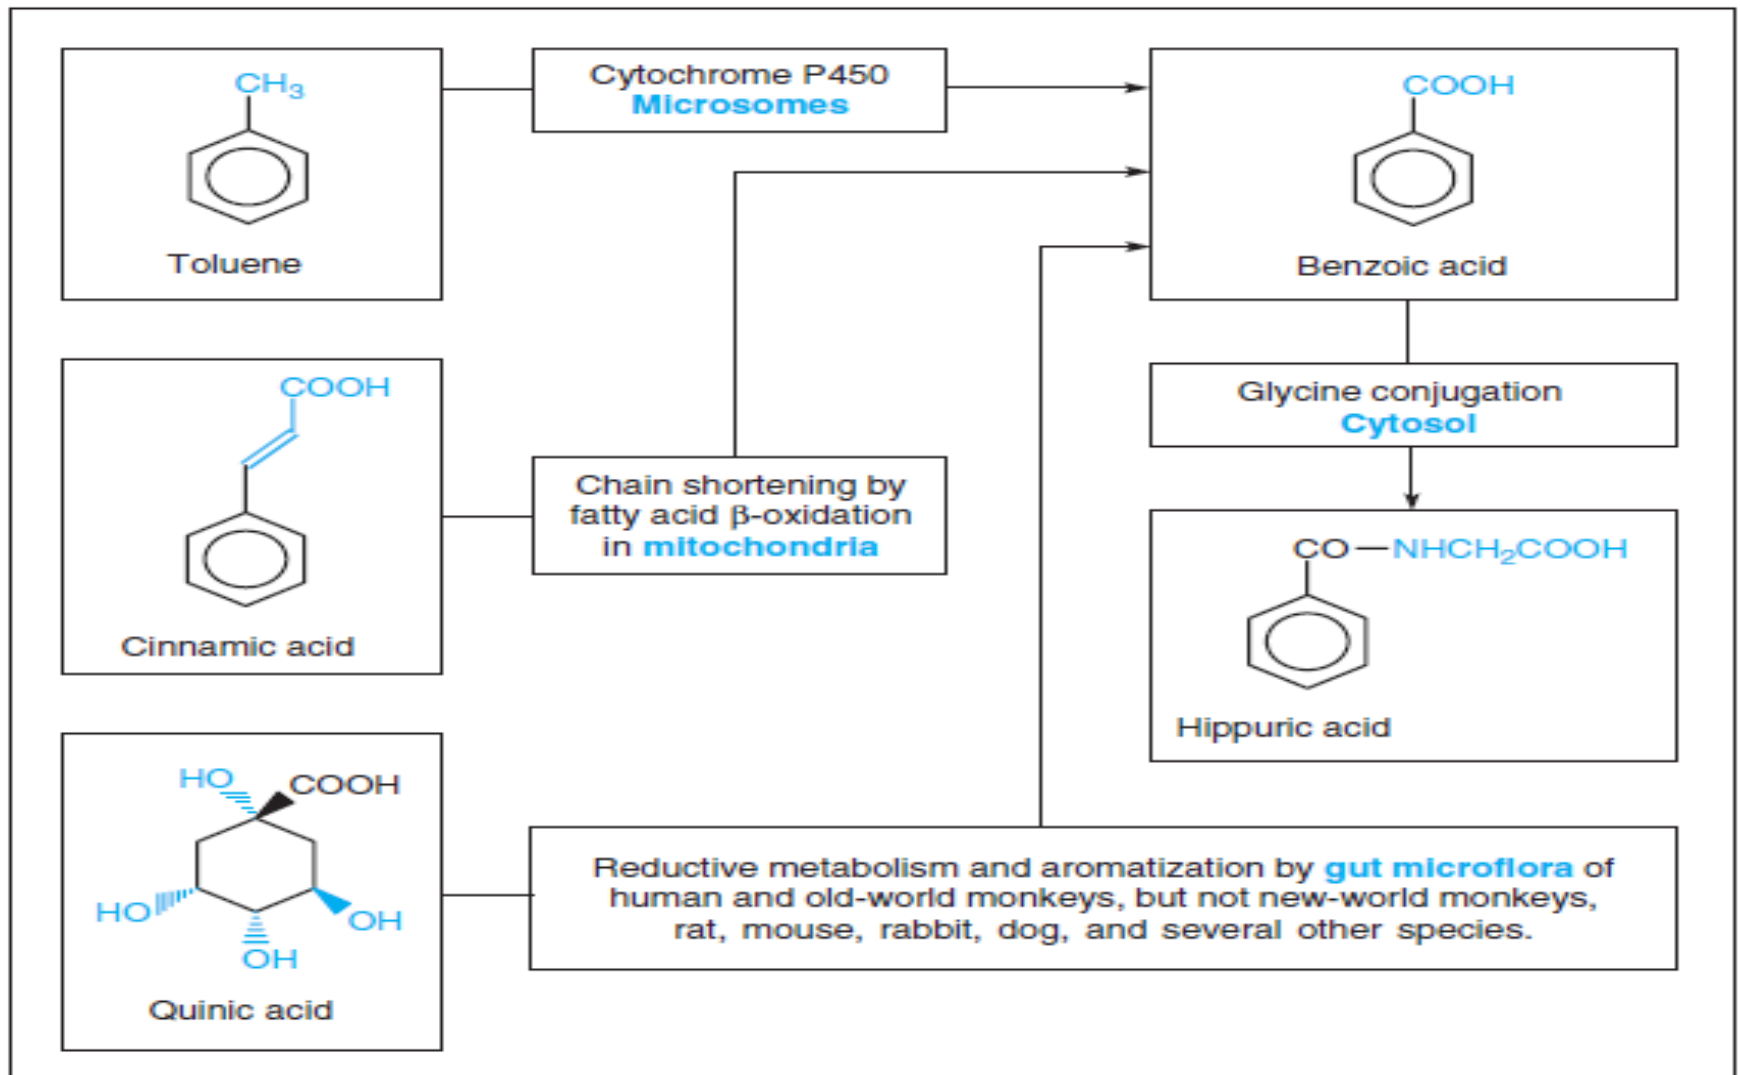 CH3
Toluene
Cytochrome P450
Microsomes
COOH
Benzoic acid
COOH
Cinnamic acid
Chain shortening by
fatty acid β-oxidation
in mitochondria
Glycine conjugation
Cytosol
CO—NHCH2COOH
Hippuric acid
HO
COOH
HO
OH
OH
Quinic acid
Reductive metabolism and aromatization by gut microflora of
human and old-world monkeys, but not new-world monkeys,
rat, mouse, rabbit, dog, and several other species.